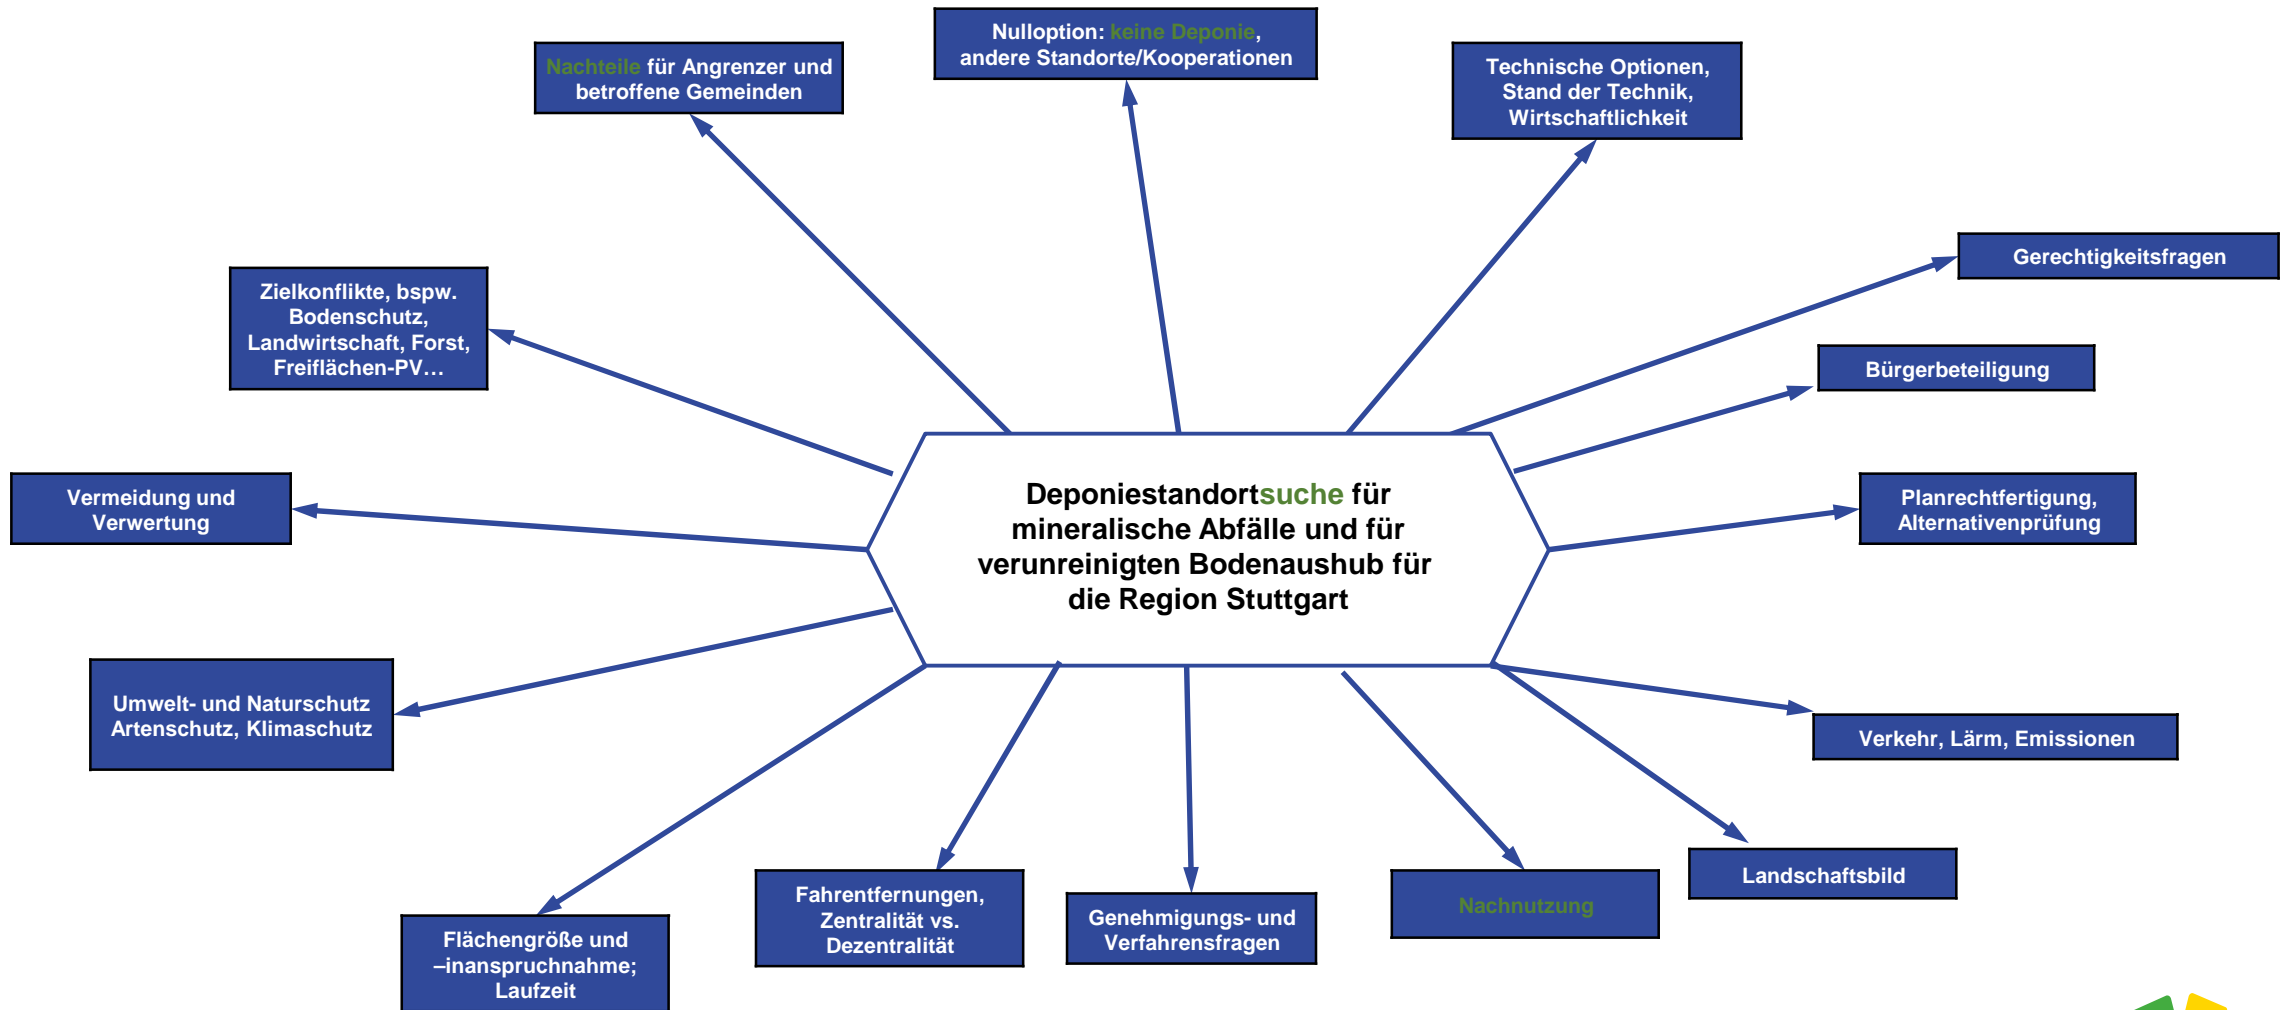 Nulloption: keine Deponie,
andere Standorte/Kooperationen
Nachteile für Angrenzer und
betroffene Gemeinden
Technische Optionen,
Stand der Technik,
Wirtschaftlichkeit
Gerechtigkeitsfragen
Zielkonflikte, bspw.
Bodenschutz,
Landwirtschaft, Forst,
Freiflächen-PV…
Bürgerbeteiligung
Vermeidung und
Verwertung
Deponiestandortsuche für
mineralische Abfälle und für
verunreinigten Bodenaushub für
die Region Stuttgart
Planrechtfertigung,
Alternativenprüfung
Umwelt- und Naturschutz
Artenschutz, Klimaschutz
Verkehr, Lärm, Emissionen
Landschaftsbild
Flächengröße und
–inanspruchnahme;
Laufzeit
Fahrentfernungen,
Zentralität vs.
Dezentralität
Genehmigungs- und
Verfahrensfragen
Nachnutzung